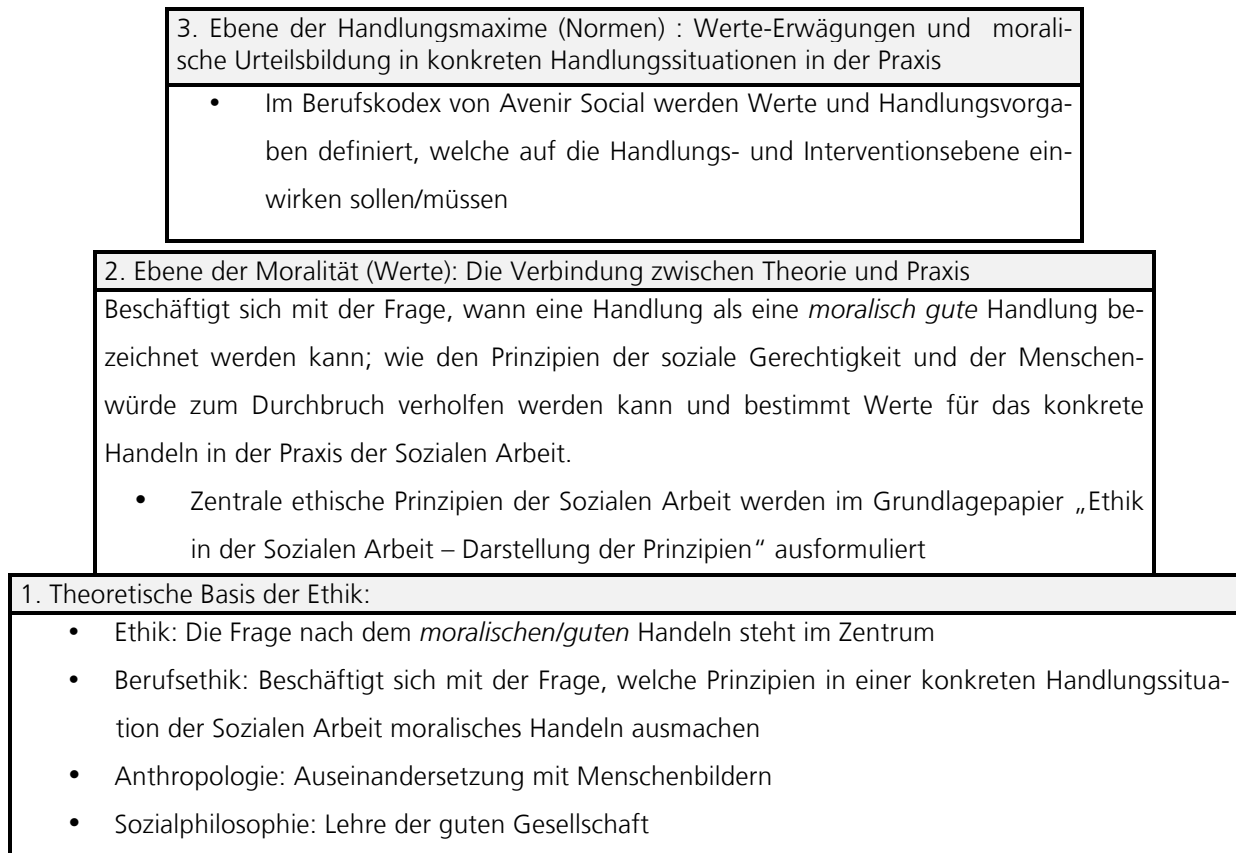 3. Ebene der Handlungsmaxime (Normen) : Werte-Erwägungen und morali-
sche Urteilsbildung in konkreten Handlungssituationen in der Praxis
• Im Berufskodex von Avenir Social werden Werte und Handlungsvorga-
ben definiert, welche auf die Handlungs- und Interventionsebene ein-
wirken sollen/müssen
2. Ebene der Moralität (Werte): Die Verbindung zwischen Theorie und Praxis
Beschäftigt sich mit der Frage, wann eine Handlung als eine moralisch gute Handlung be-
zeichnet werden kann; wie den Prinzipien der soziale Gerechtigkeit und der Menschen-
würde zum Durchbruch verholfen werden kann und bestimmt Werte für das konkrete
Handeln in der Praxis der Sozialen Arbeit.
• Zentrale ethische Prinzipien der Sozialen Arbeit werden im Grundlagepapier „Ethik
in der Sozialen Arbeit – Darstellung der Prinzipien“ ausformuliert
1. Theoretische Basis der Ethik:
• Ethik: Die Frage nach dem moralischen/guten Handeln steht im Zentrum
• Berufsethik: Beschäftigt sich mit der Frage, welche Prinzipien in einer konkreten Handlungssitua-
tion der Sozialen Arbeit moralisches Handeln ausmachen
• Anthropologie: Auseinandersetzung mit Menschenbildern
• Sozialphilosophie: Lehre der guten Gesellschaft